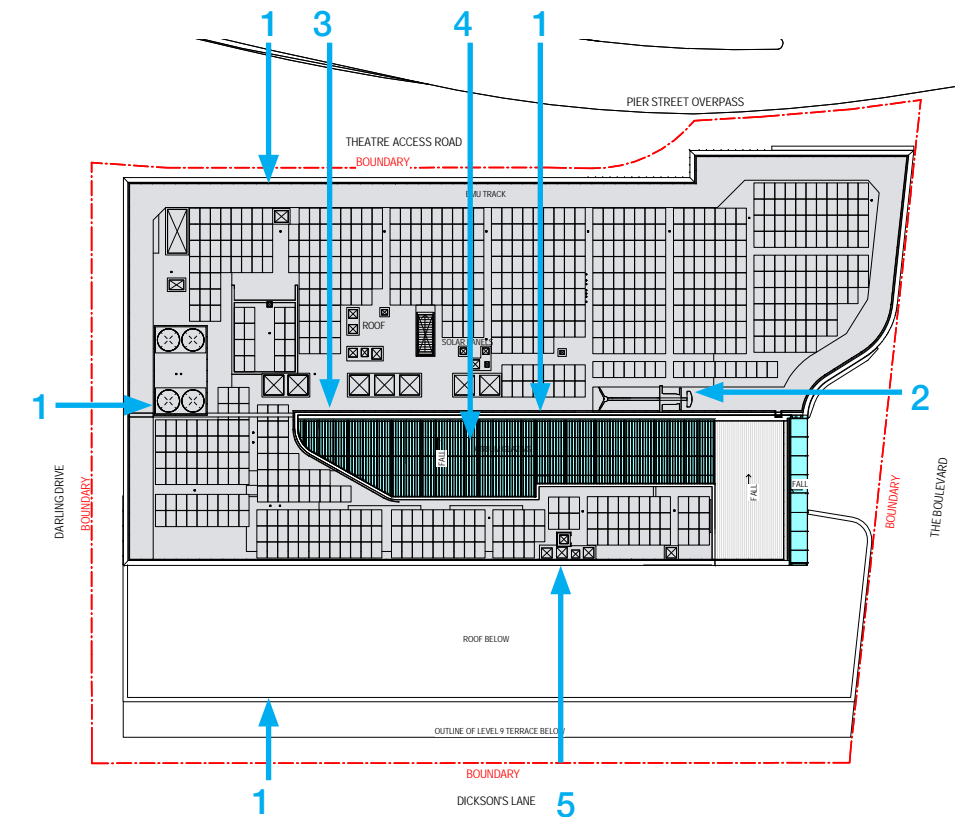 1
3
4
1
PIER STREET OVERPASS
THEATRE ACCESS ROAD
BOUNDARY
BMU TRACK
ROOF
SOLAR PANELS
1
2
FALL
FALL
FALL
DARLING DRIVE
BOUNDARY
BOUNDARY
THE BOULEVARD
ROOF BELOW
OUTLINE OF LEVEL 9 TERRACE BELOW
BOUNDARY
1
DICKSON'S LANE
5